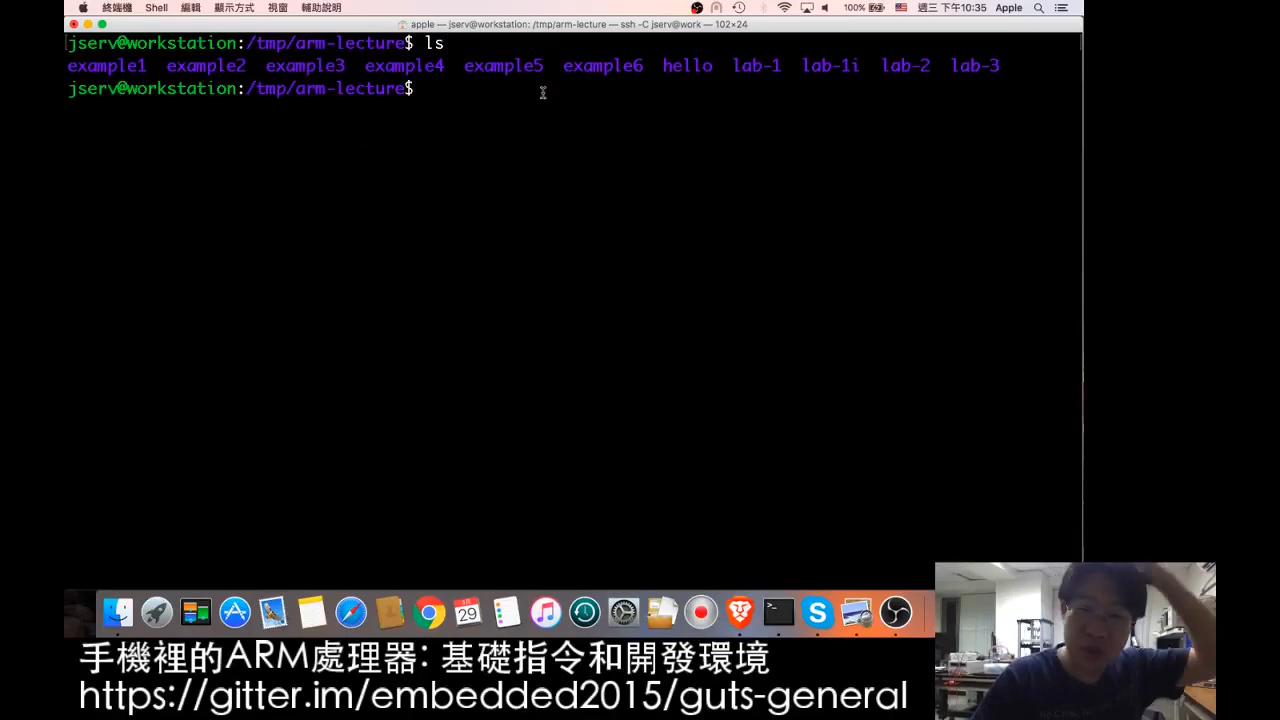 終端機 Shell 編輯 顯示方式 視窗 輔助說明 100% 週三 下午10:35 Apple
apple — jserv@workstation: /tmp/arm-lecture — ssh -C jserv@work — 102×24
jserv@workstation:/tmp/arm-lecture$ ls
example1 example2 example3 example4 example5 example6 hello lab-1 lab-1i lab-2 lab-3
jserv@workstation:/tmp/arm-lecture$
29
手機裡的ARM處理器: 基礎指令和開發環境
https://gitter.im/embedded2015/guts-general